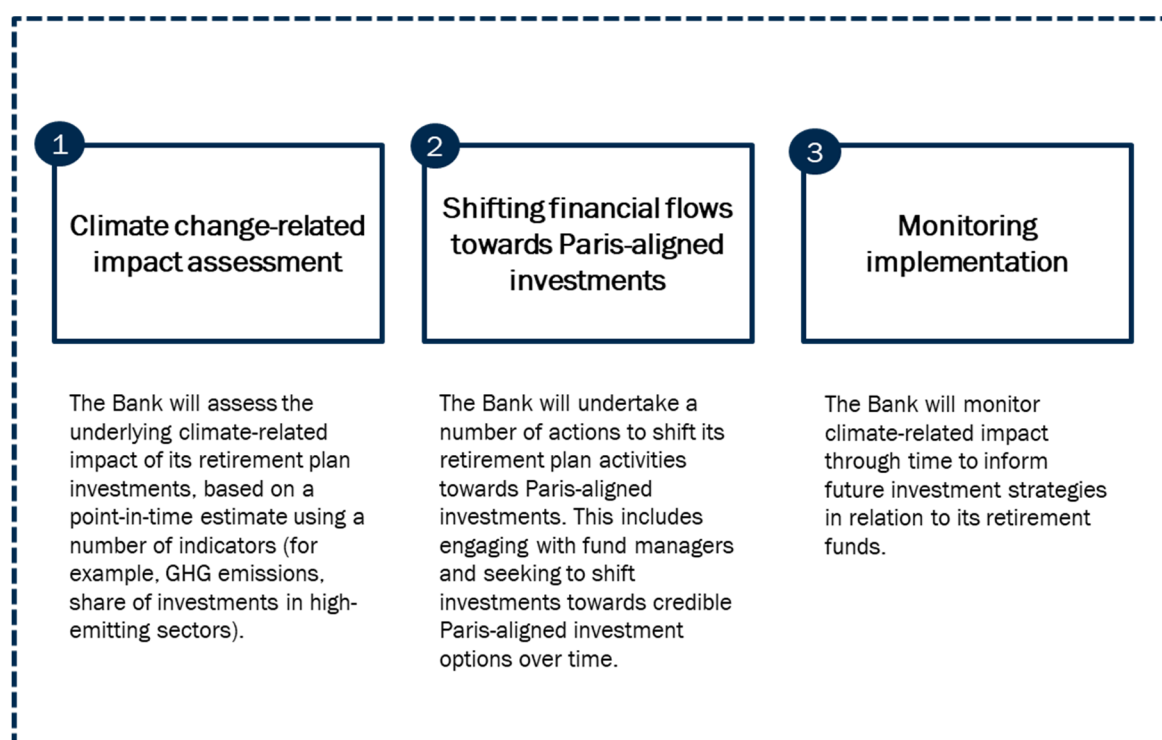 1
Climate change-related
impact assessment
The Bank will assess the
underlying climate-related
impact of its retirement plan
investments, based on a
point-in-time estimate using a
number of indicators (for
example, GHG emissions,
share of investments in high-
emitting sectors).
2
Shifting financial flows
towards Paris-aligned
investments
The Bank will undertake a
number of actions to shift its
retirement plan activities
towards Paris-aligned
investments. This includes
engaging with fund managers
and seeking to shift
investments towards credible
Paris-aligned investment
options over time.
3
Monitoring
implementation
The Bank will monitor
climate-related impact
through time to inform
future investment strategies
in relation to its retirement
funds.